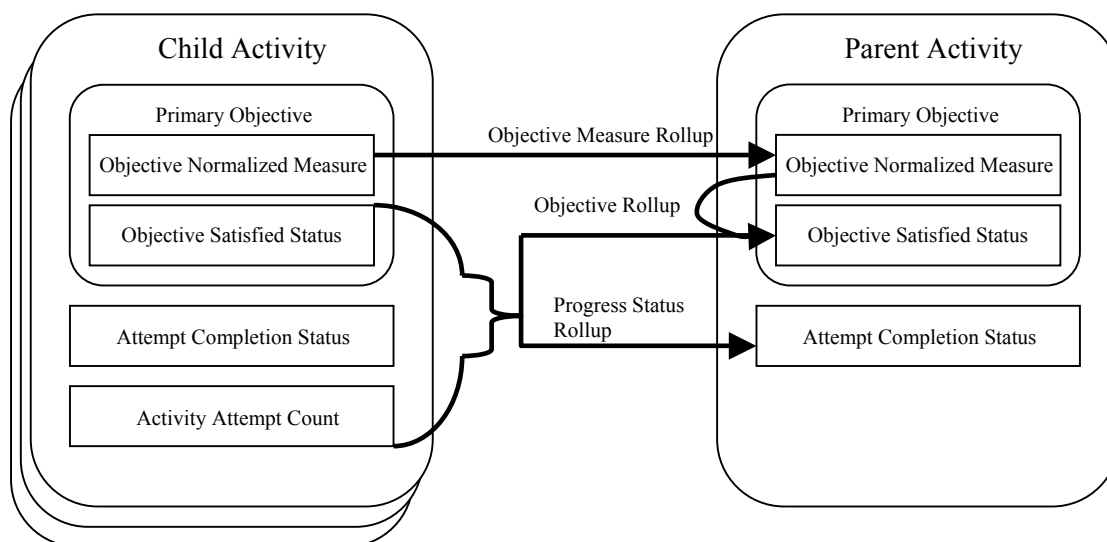 Child Activity
Primary Objective
Objective Normalized Measure
Objective Satisfied Status
Attempt Completion Status
Activity Attempt Count
Objective Measure Rollup
Objective Rollup
Progress Status
Rollup
Parent Activity
Primary Objective
Objective Normalized Measure
Objective Satisfied Status
Attempt Completion Status